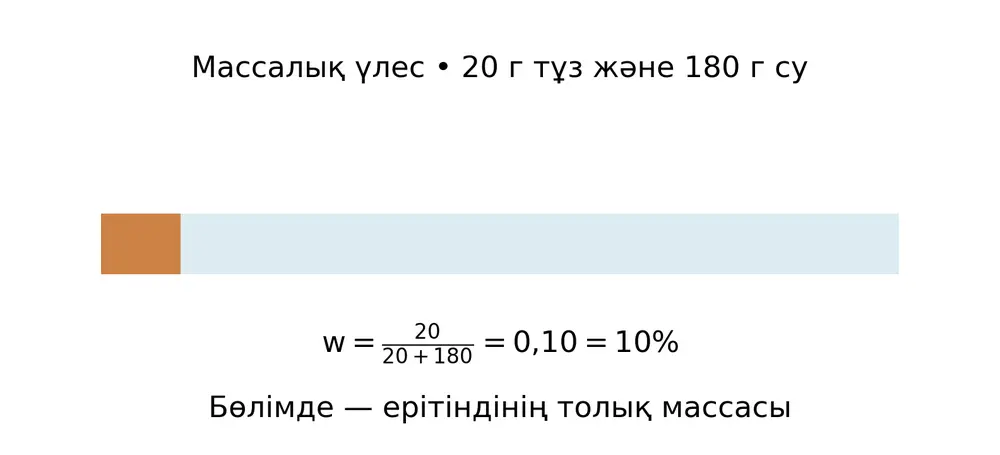 Массалық үлес • 20 г тұз және 180 г су
w = 20/(20 + 180) = 0,10 = 10%
Бөлімде — ерітіндінің толық массасы